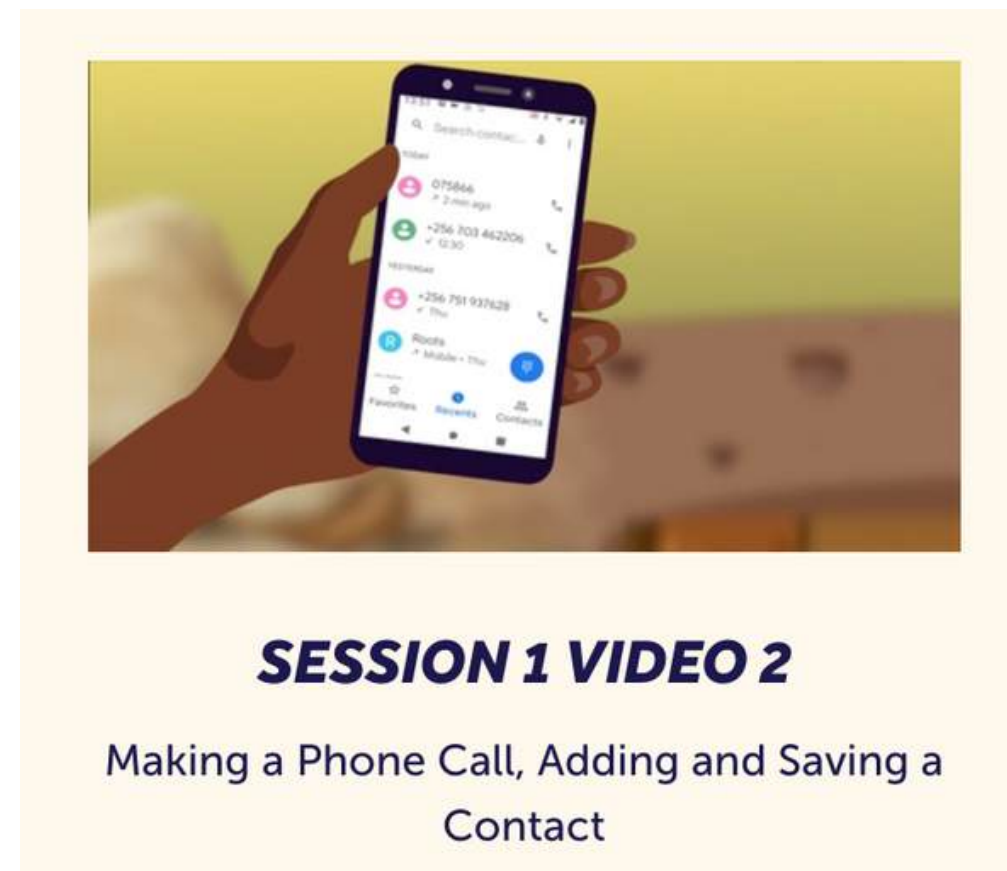 Search contac...
TODAY
075866
2 min ago
+256 703 462206
12:30
YESTERDAY
+256 751 937628
Thu
R
Roots
Mobile • Thu
Favorites
Recents
Contacts
SESSION 1 VIDEO 2
Making a Phone Call, Adding and Saving a
Contact